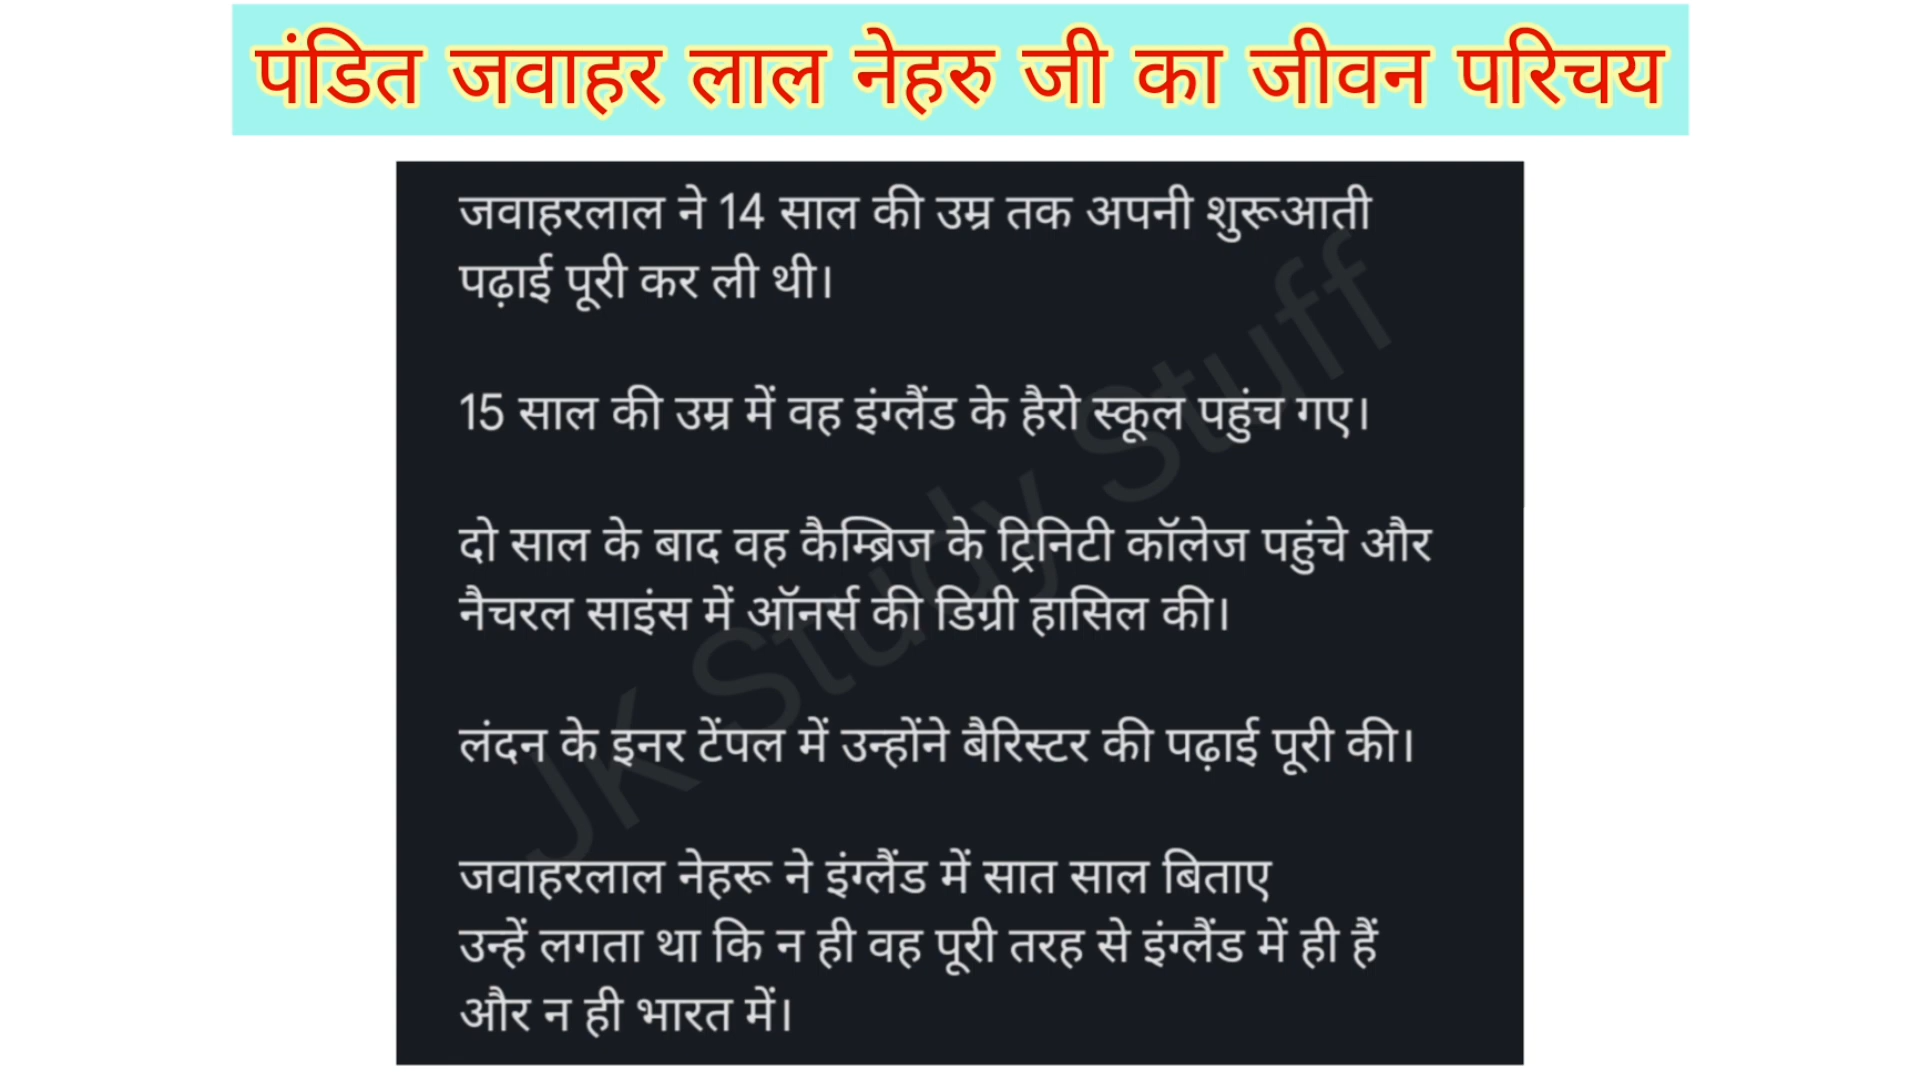 पंडित जवाहर लाल नेहरु जी का जीवन परिचय
जवाहरलाल ने 14 साल की उम्र तक अपनी शुरूआती
पढ़ाई पूरी कर ली थी।
15 साल की उम्र में वह इंग्लैंड के हैरो स्कूल पहुंच गए।
दो साल के बाद वह कैम्ब्रिज के ट्रिनिटी कॉलेज पहुंचे और
नैचरल साइंस में ऑनर्स की डिग्री हासिल की।
लंदन के इनर टेंपल में उन्होंने बैरिस्टर की पढ़ाई पूरी की।
जवाहरलाल नेहरू ने इंग्लैंड में सात साल बिताए
उन्हें लगता था कि न ही वह पूरी तरह से इंग्लैंड में ही हैं
और न ही भारत में।
JK Study Stuff